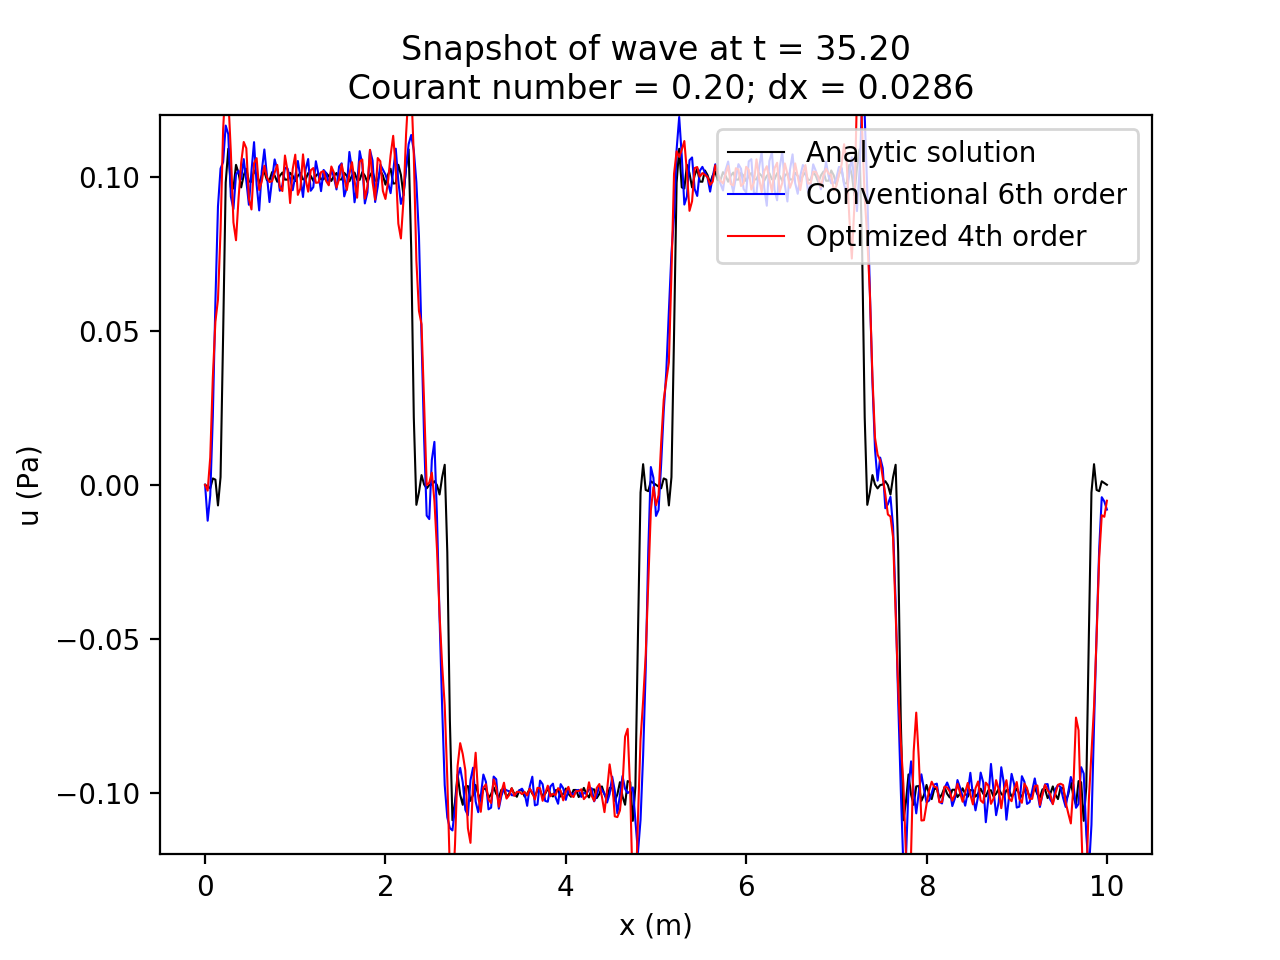 Snapshot of wave at t = 35.20
Courant number = 0.20; dx = 0.0286
Analytic solution
Conventional 6th order
Optimized 4th order
0.10
0.05
0.00
−0.05
−0.10
u (Pa)
0 2 4 6 8 10
x (m)